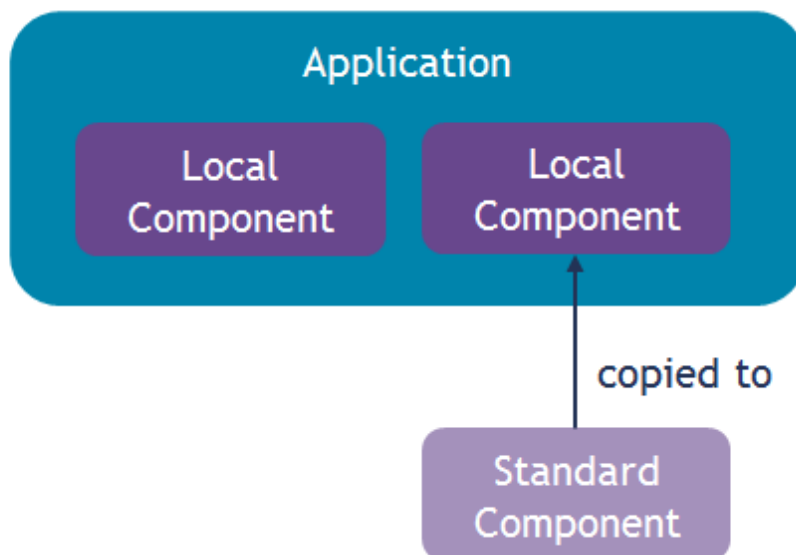 Application
Local
Component
Local
Component
copied to
Standard
Component